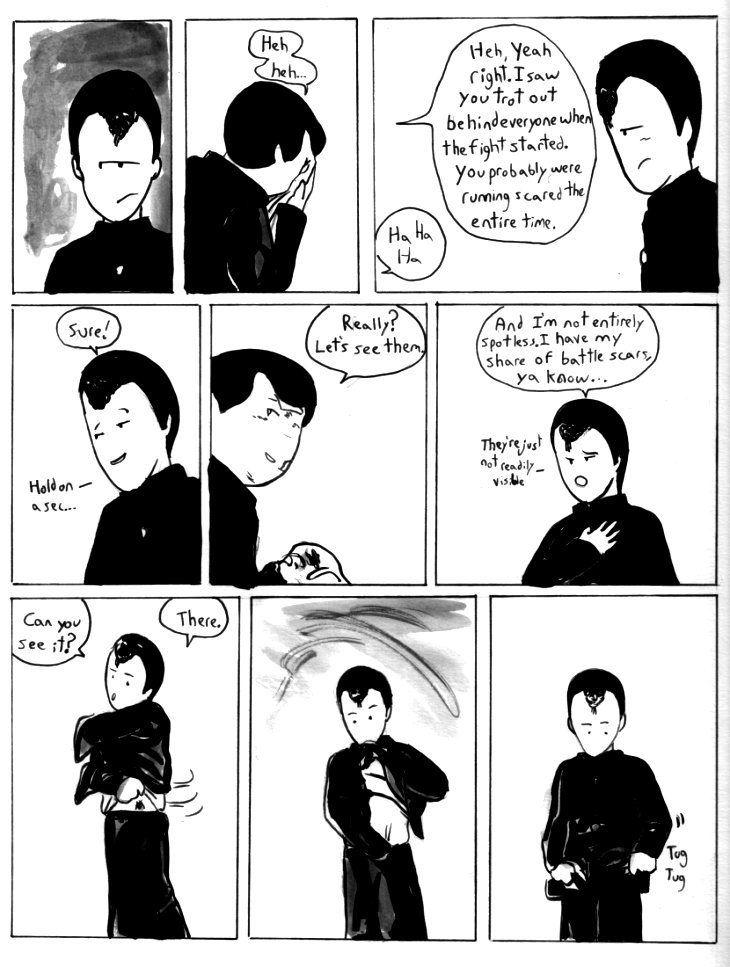 Heh, Yeah
right. I saw
you trot out
behind everyone when
the fight started.
You probably were
running scared the
entire time.
Ha Ha
Ha
Heh
heh...
And I'm not entirely
spotless. I have my
share of battle scars,
ya know...
They're just
not readily
visible
Really?
Let's see them.
Sure!
Hold on
a sec...
Tug
Tug
There.
Can you
see it?